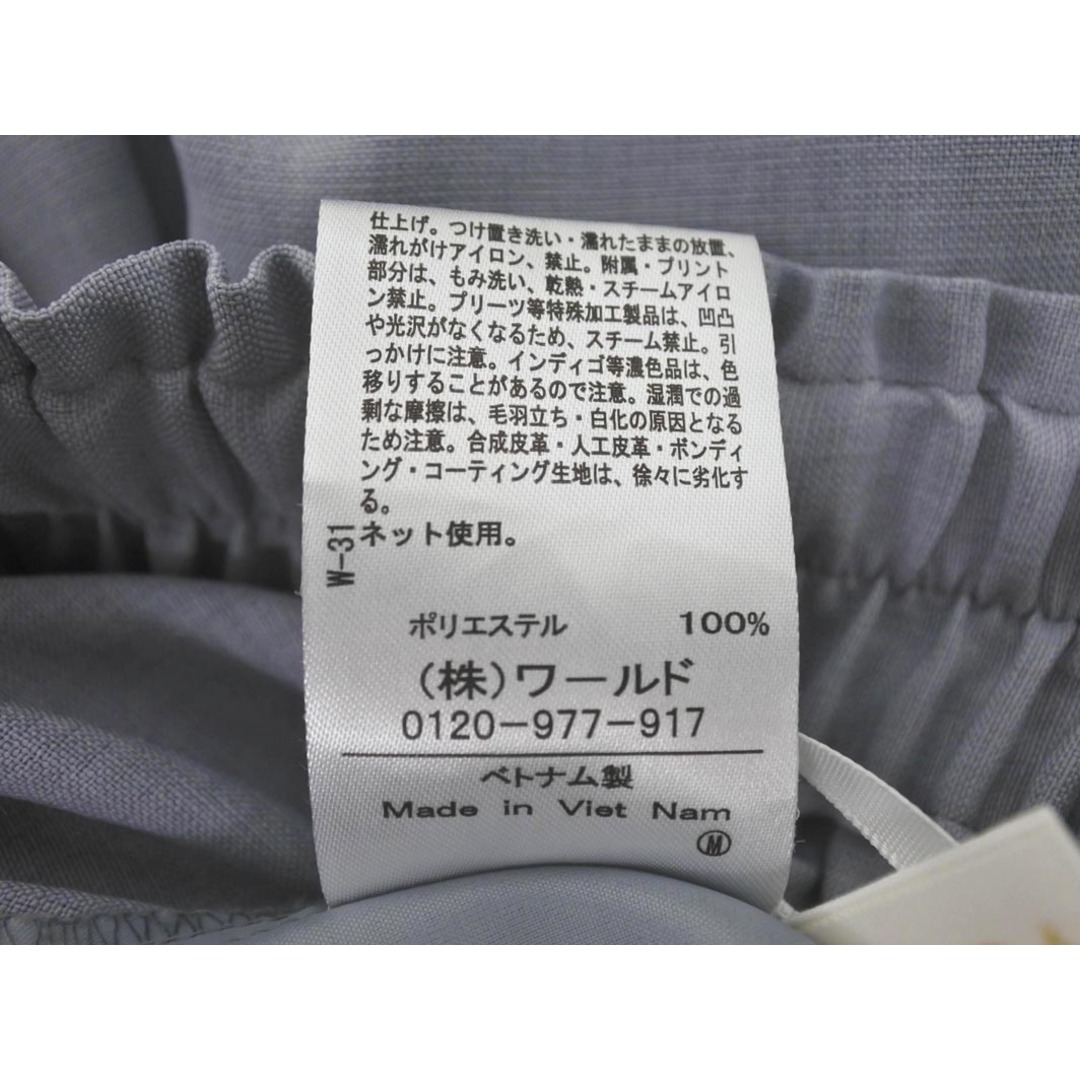 仕上げ。つけ置き洗い・濡れたままの放置、
濡れがけアイロン、禁止。附属・プリント
部分は、もみ洗い、乾熱・スチームアイロ
ン禁止。プリーツ等特殊加工製品は、凹凸
や光沢がなくなるため、スチーム禁止。引
っかけに注意。インディゴ等濃色品は、色
移りすることがあるので注意。湿潤での過
剰な摩擦は、毛羽立ち・白化の原因となる
ため注意。合成皮革・人工皮革・ボンディ
ング・コーティング生地は、徐々に劣化す
る。
ネット使用。
W-31
ポリエステル 100%
(株)ワールド
0120-977-917
ベトナム製
Made in Viet Nam
M